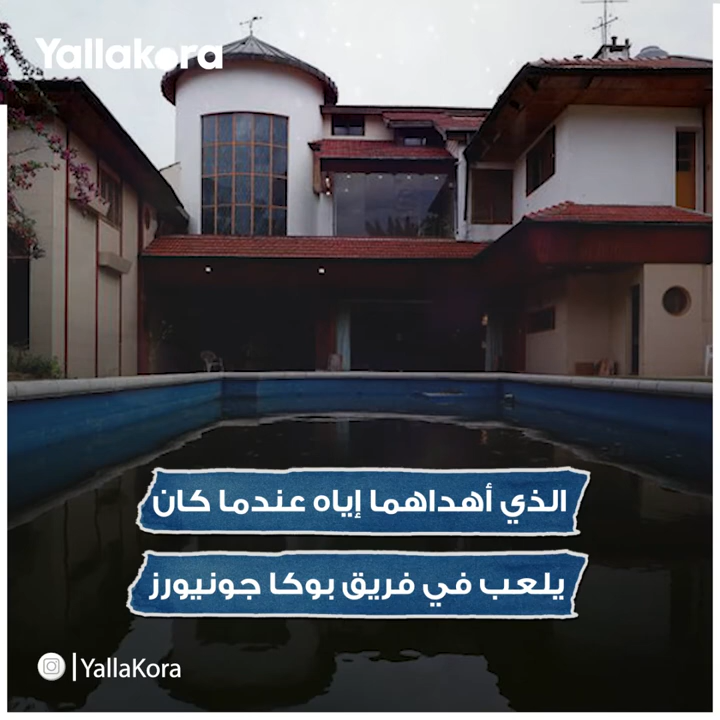 Yallakora
الذي أهداهما إياه عندما كان
يلعب في فريق بوكا جونيورز
|YallaKora